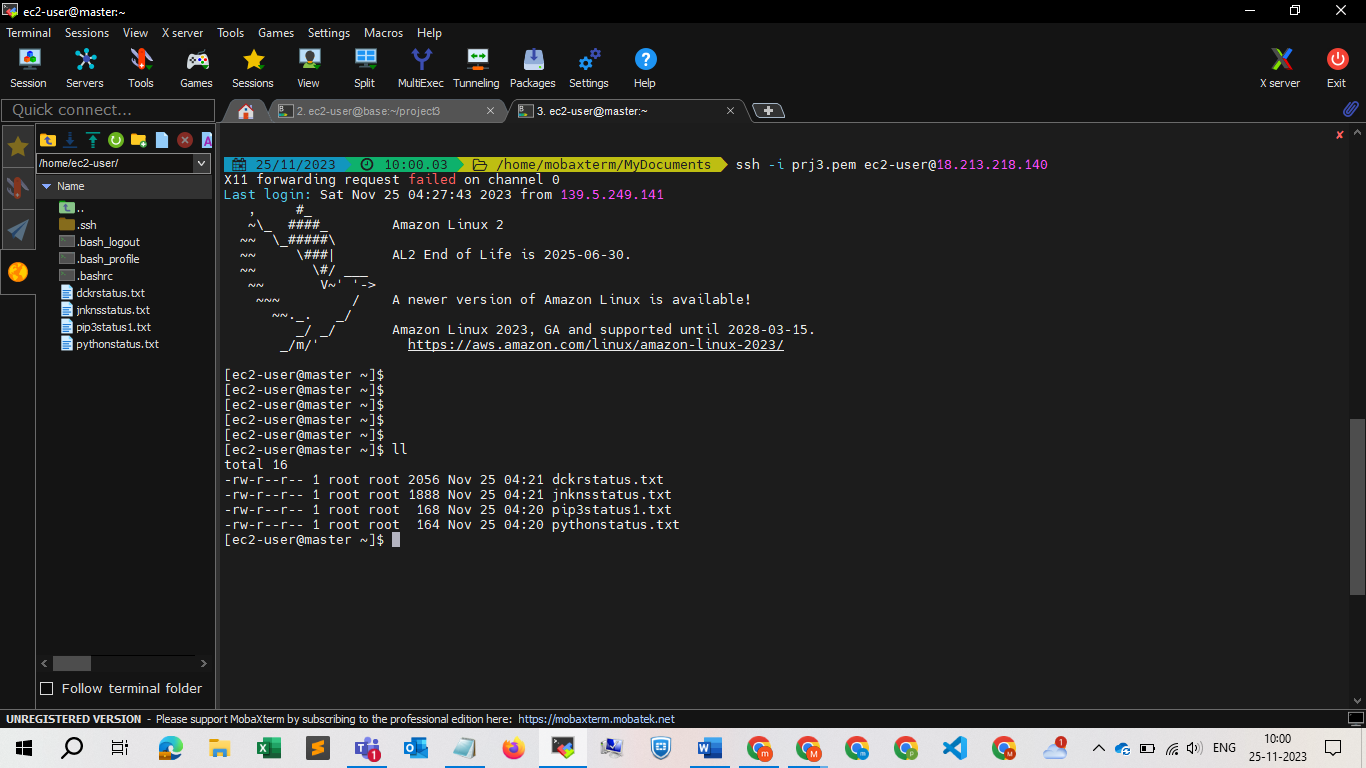 ec2-user@master:~
Terminal Sessions View X server Tools Games Settings Macros Help
Session Servers Tools Games Sessions View Split MultiExec Tunneling Packages Settings Help X server Exit
Quick connect...
2. ec2-user@base:~/project3
3. ec2-user@master:~
/home/ec2-user/
Name
..
.ssh
.bash_logout
.bash_profile
.bashrc
dckrstatus.txt
jnknsstatus.txt
pip3status1.txt
pythonstatus.txt
Follow terminal folder
25/11/2023 10:00.03 /home/mobaxterm/MyDocuments ssh -i prj3.pem ec2-user@18.213.218.140
X11 forwarding request failed on channel 0
Last login: Sat Nov 25 04:27:43 2023 from 139.5.249.141
   ,     #_
   ~\_  ####_        Amazon Linux 2
  ~~  \_#####\
  ~~     \###|       AL2 End of Life is 2025-06-30.
  ~~       \#/ ___
   ~~       V~' '->
    ~~~         /    A newer version of Amazon Linux is available!
      ~~._.   _/
         _/ _/       Amazon Linux 2023, GA and supported until 2028-03-15.
       _/m/'           https://aws.amazon.com/linux/amazon-linux-2023/
[ec2-user@master ~]$
[ec2-user@master ~]$
[ec2-user@master ~]$
[ec2-user@master ~]$
[ec2-user@master ~]$
[ec2-user@master ~]$ ll
total 16
-rw-r--r-- 1 root root 2056 Nov 25 04:21 dckrstatus.txt
-rw-r--r-- 1 root root 1888 Nov 25 04:21 jnknsstatus.txt
-rw-r--r-- 1 root root  168 Nov 25 04:20 pip3status1.txt
-rw-r--r-- 1 root root  164 Nov 25 04:20 pythonstatus.txt
[ec2-user@master ~]$
UNREGISTERED VERSION - Please support MobaXterm by subscribing to the professional edition here: https://mobaxterm.mobatek.net
ENG
10:00
25-11-2023